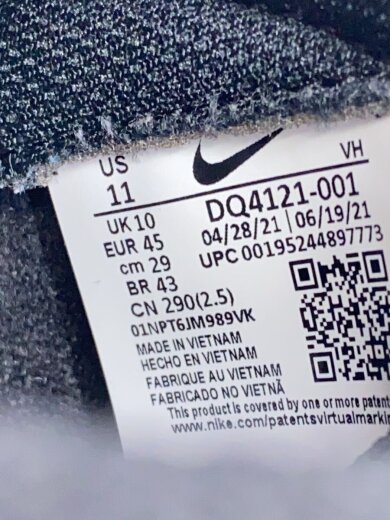 US
11
VH
DQ4121-001
04/28/21 | 06/19/21
UPC 00195244897773
UK 10
EUR 45
cm 29
BR 43
CN 290(2.5)
01NPT6JM989VK
MADE IN VIETNAM
HECHO EN VIETNAM
FABRIQUE AU VIETNAM
FABRICADO NO VIETNÃ
This product is covered by one or more patent
www.nike.com/patentsvirtualmarkin